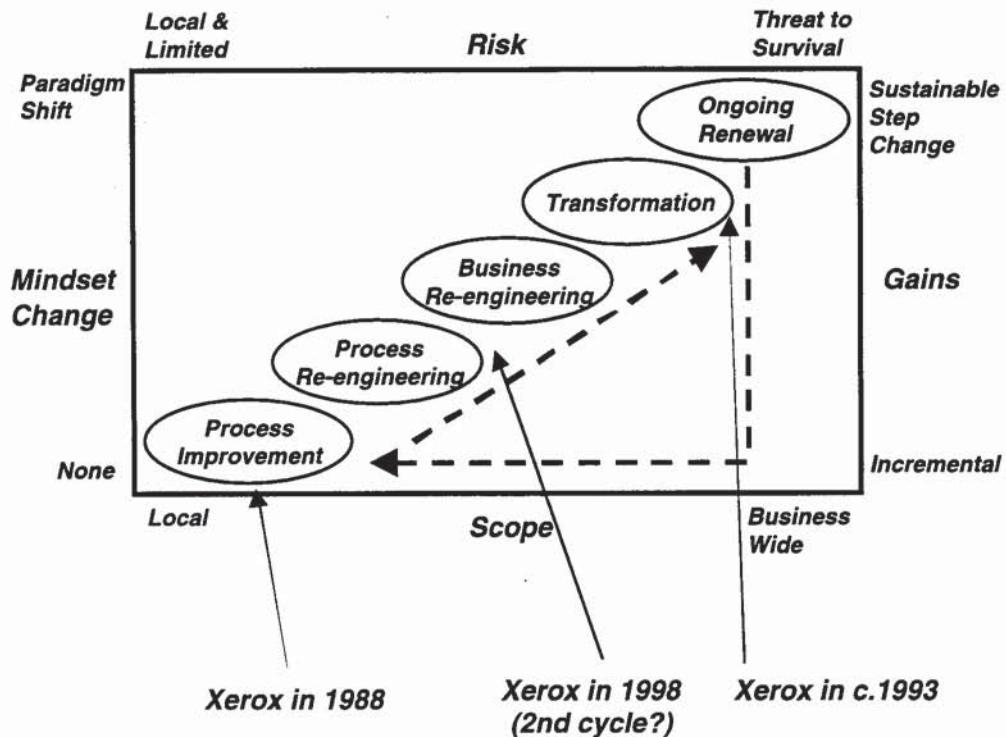 Local &
Limited
Risk
Threat to
Survival
Paradigm
Shift
Ongoing
Renewal
Sustainable
Step
Change
Transformation
Mindset
Change
Business
Re-engineering
Gains
Process
Re-engineering
Process
Improvement
None
Incremental
Local
Scope
Business
Wide
Xerox in 1988
Xerox in 1998
(2nd cycle?)
Xerox in c.1993